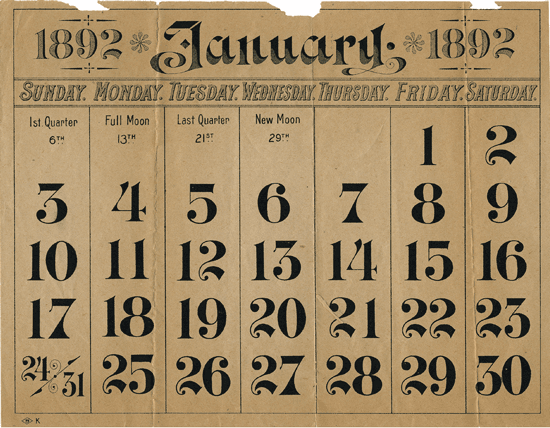 1892 January. 1892
SUNDAY. MONDAY. TUESDAY. WEDNESDAY. THURSDAY. FRIDAY. SATURDAY.
1st. Quarter Full Moon Last Quarter New Moon
6TH 13TH 21ST 29TH
1 2
3 4 5 6 7 8 9
10 11 12 13 14 15 16
17 18 19 20 21 22 23
24/31 25 26 27 28 29 30
K